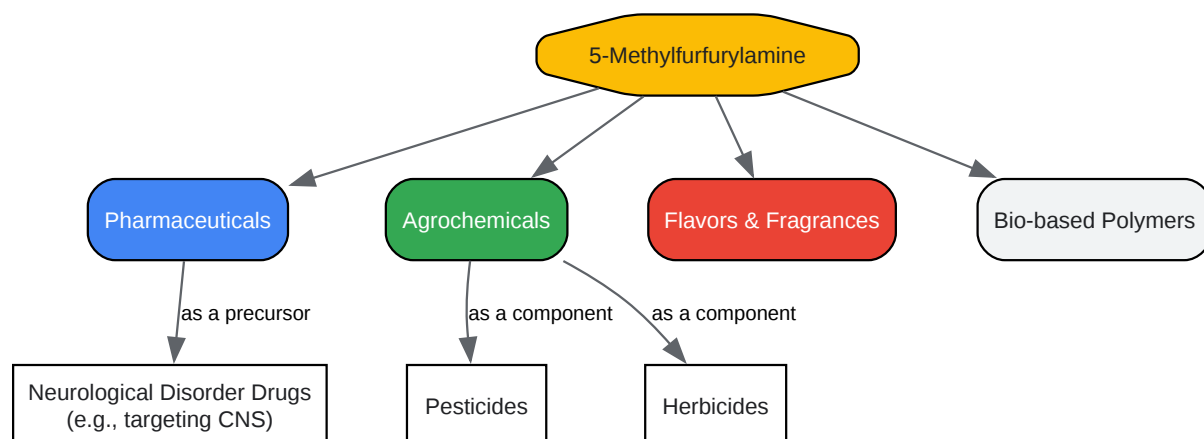 5-Methylfurfurylamine
Pharmaceuticals
Agrochemicals
Flavors & Fragrances
Bio-based Polymers
as a precursor
as a component
as a component
Neurological Disorder Drugs
(e.g., targeting CNS)
Pesticides
Herbicides